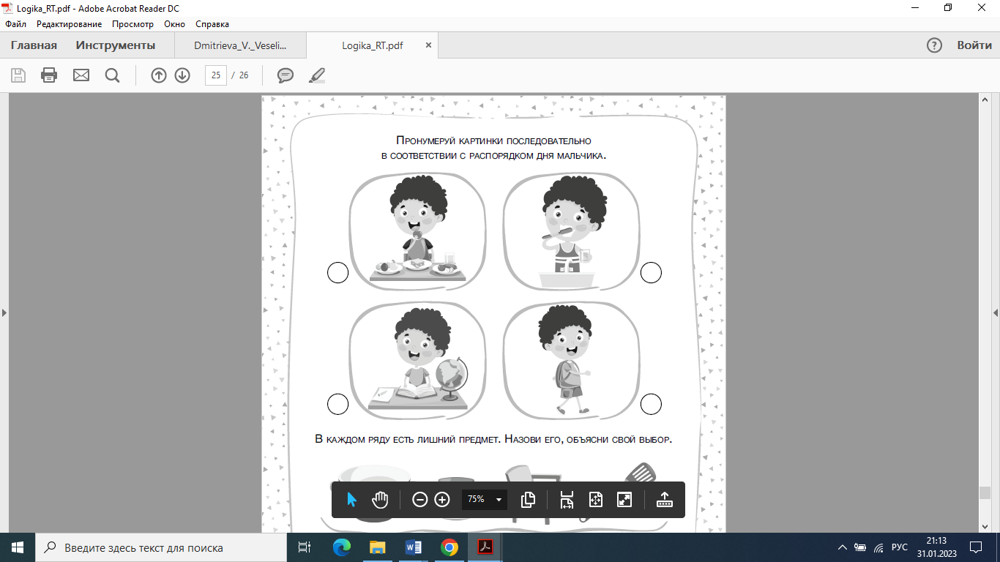 Logika_RT.pdf - Adobe Acrobat Reader DC
Файл Редактирование Просмотр Окно Справка
Главная Инструменты Dmitrieva_V._Veseli... Logika_RT.pdf × Войти
25 / 26
Пронумеруй картинки последовательно
в соответствии с распорядком дня мальчика.
В каждом ряду есть лишний предмет. Назови его, объясни свой выбор.
75%
Введите здесь текст для поиска
РУС
21:13
31.01.2023